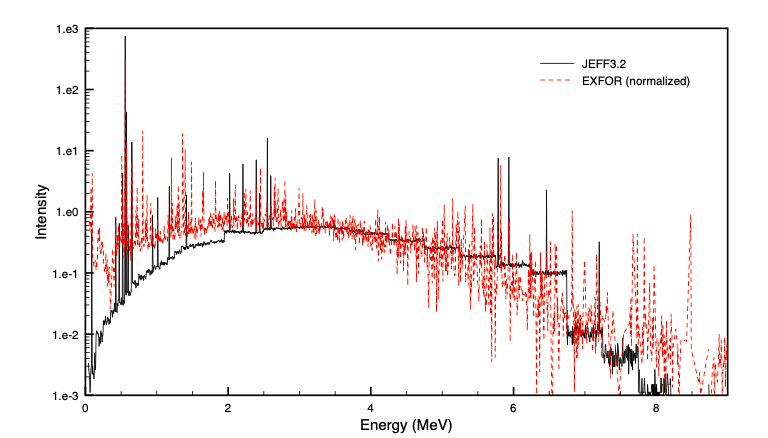 1.e3
JEFF3.2
EXFOR (normalized)
1.e2
1.e1
Intensity
1.e0
1.e-1
1.e-2
1.e-3
0 2 4 6 8
Energy (MeV)